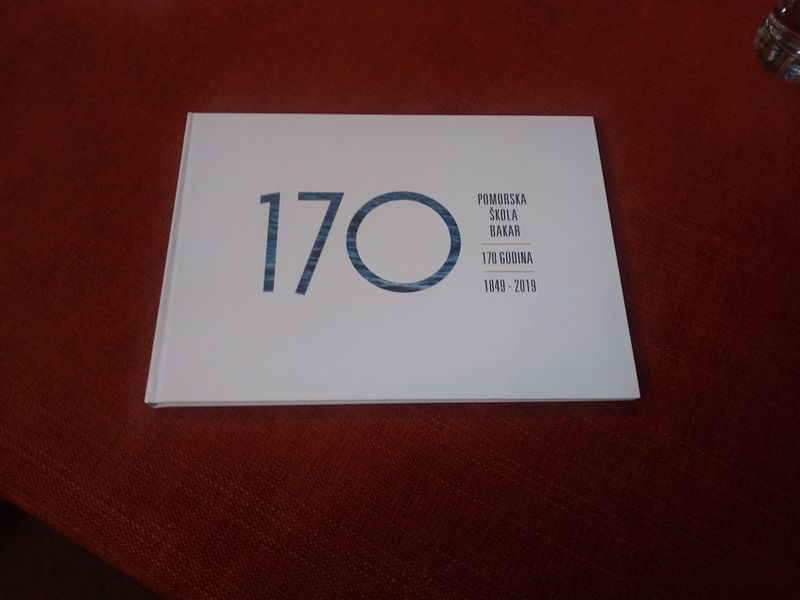 170
POMORSKA
ŠKOLA
BAKAR
170 GODINA
1849 - 2019